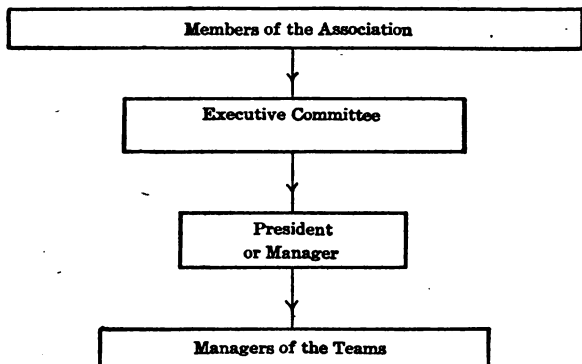 Members of the Association
Executive Committee
President
or Manager
Managers of the Teams